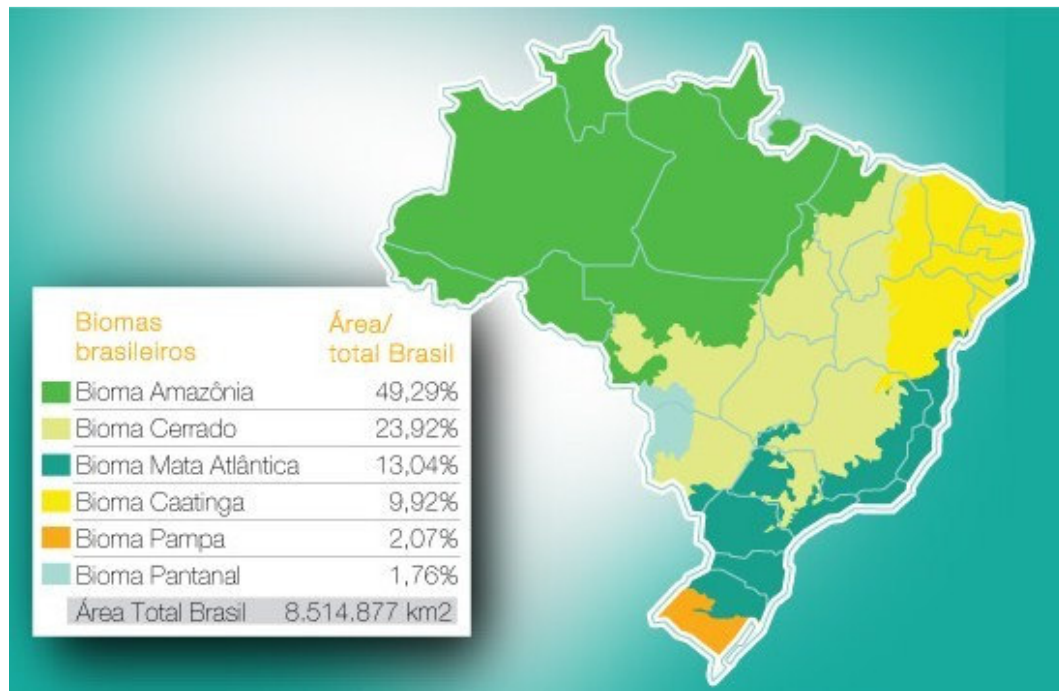 Biomas brasileiros Área/ total Brasil
Bioma Amazônia 49,29%
Bioma Cerrado 23,92%
Bioma Mata Atlântica 13,04%
Bioma Caatinga 9,92%
Bioma Pampa 2,07%
Bioma Pantanal 1,76%
Área Total Brasil 8.514.877 km2